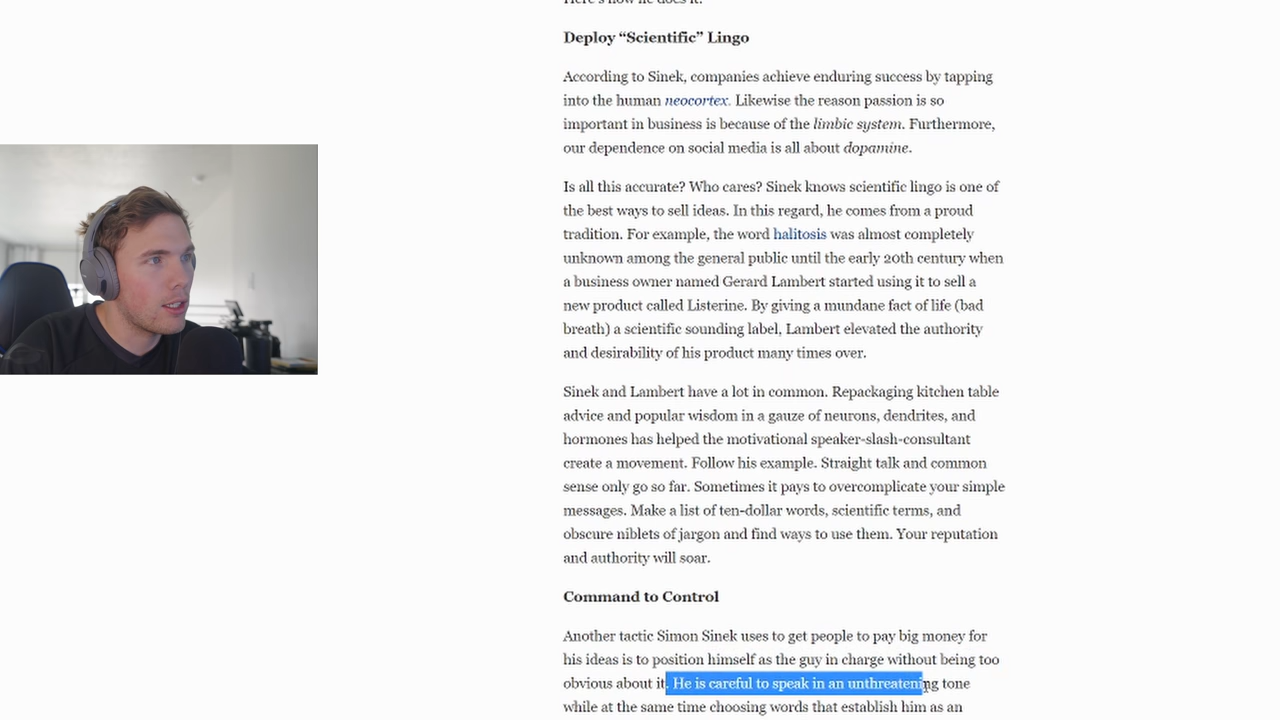 Here's how he does it.
Deploy “Scientific” Lingo
According to Sinek, companies achieve enduring success by tapping
into the human neocortex. Likewise the reason passion is so
important in business is because of the limbic system. Furthermore,
our dependence on social media is all about dopamine.
Is all this accurate? Who cares? Sinek knows scientific lingo is one of
the best ways to sell ideas. In this regard, he comes from a proud
tradition. For example, the word halitosis was almost completely
unknown among the general public until the early 20th century when
a business owner named Gerard Lambert started using it to sell a
new product called Listerine. By giving a mundane fact of life (bad
breath) a scientific sounding label, Lambert elevated the authority
and desirability of his product many times over.
Sinek and Lambert have a lot in common. Repackaging kitchen table
advice and popular wisdom in a gauze of neurons, dendrites, and
hormones has helped the motivational speaker-slash-consultant
create a movement. Follow his example. Straight talk and common
sense only go so far. Sometimes it pays to overcomplicate your simple
messages. Make a list of ten-dollar words, scientific terms, and
obscure niblets of jargon and find ways to use them. Your reputation
and authority will soar.
Command to Control
Another tactic Simon Sinek uses to get people to pay big money for
his ideas is to position himself as the guy in charge without being too
obvious about it. He is careful to speak in an unthreatening tone
while at the same time choosing words that establish him as an